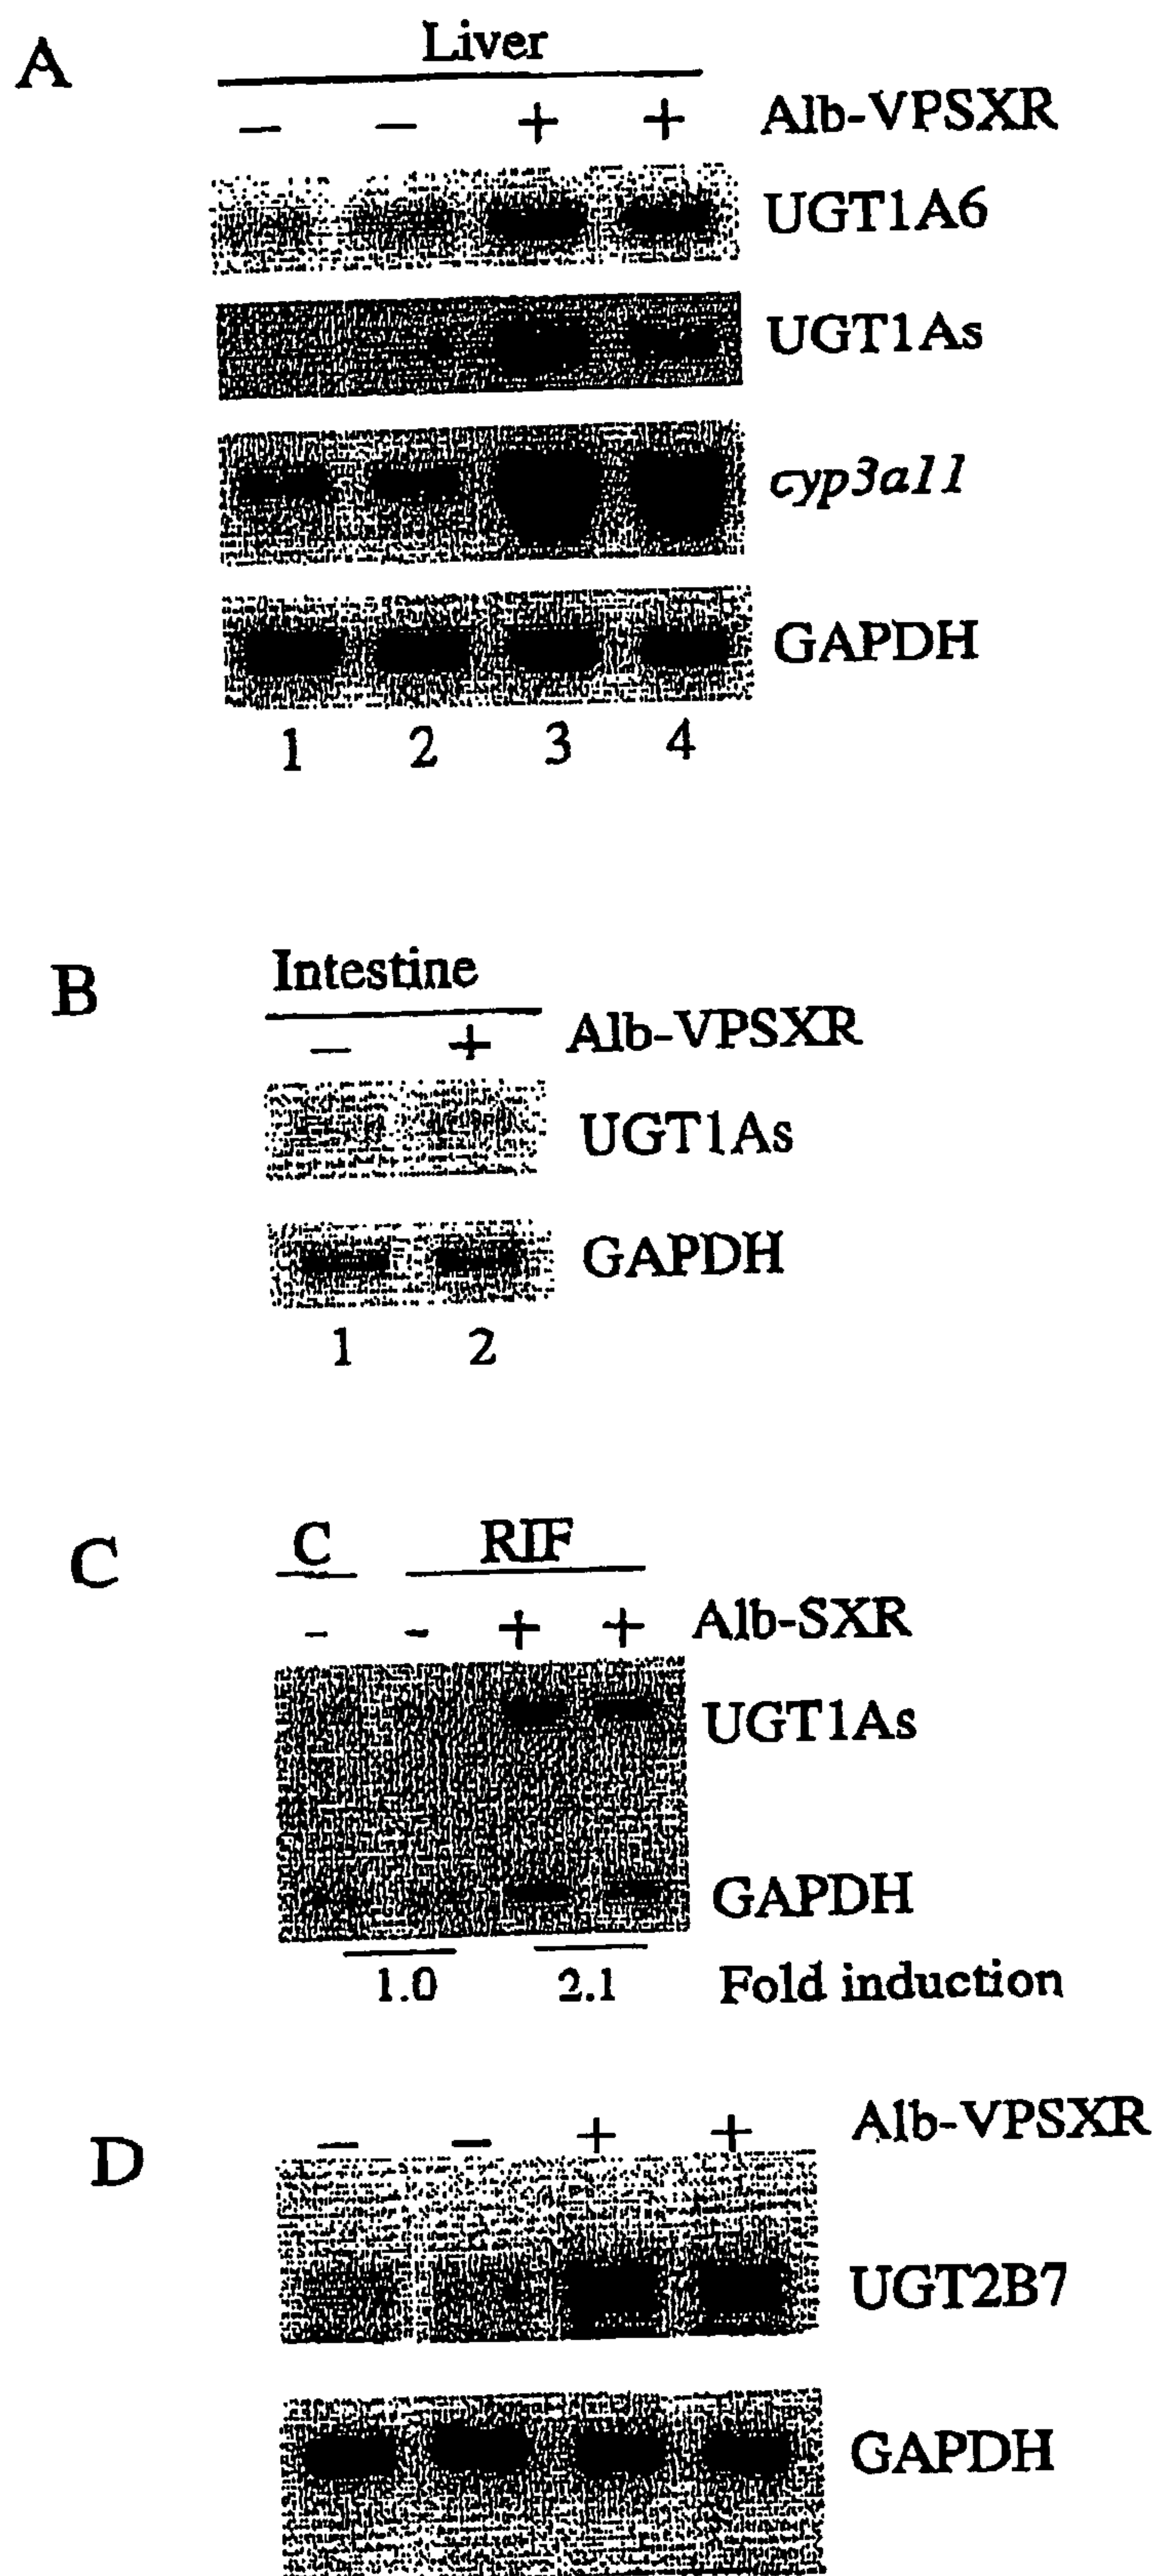 A
Liver
– – + + Alb-VPSXR
UGT1A6
UGT1As
cyp3a11
GAPDH
1 2 3 4
B
Intestine
– + Alb-VPSXR
UGT1As
GAPDH
1 2
C
C RIF
- - + + Alb-SXR
UGT1As
GAPDH
1.0 2.1 Fold induction
D
– – + + Alb-VPSXR
UGT2B7
GAPDH